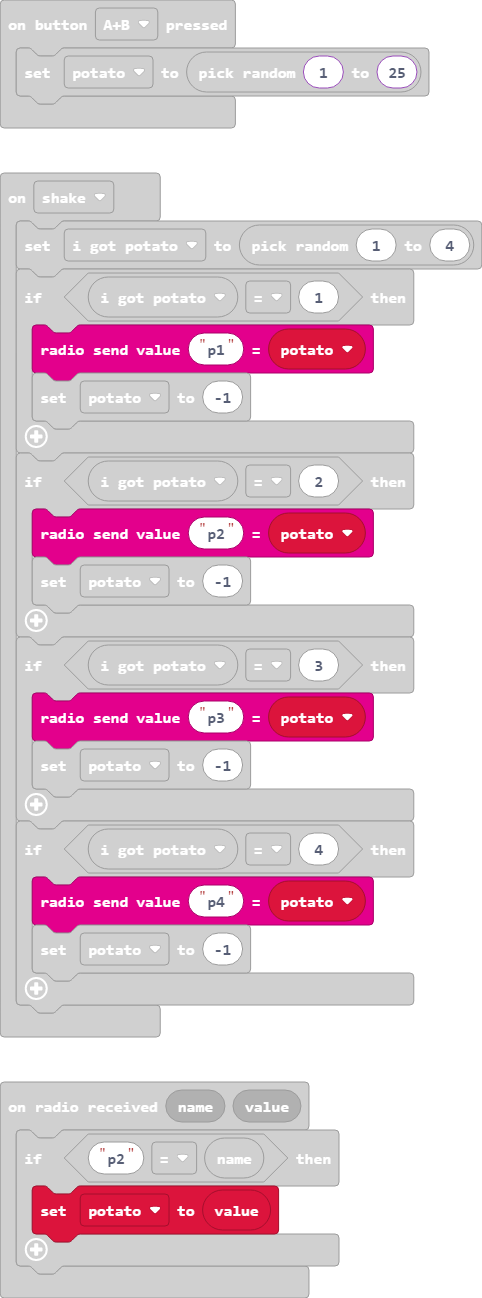 on button A+B pressed
set potato to pick random 1 to 25
on shake
set i got potato to pick random 1 to 4
if i got potato = 1 then
radio send value "p1" = potato
set potato to -1
if i got potato = 2 then
radio send value "p2" = potato
set potato to -1
if i got potato = 3 then
radio send value "p3" = potato
set potato to -1
if i got potato = 4 then
radio send value "p4" = potato
set potato to -1
on radio received name value
if "p2" = name then
set potato to value